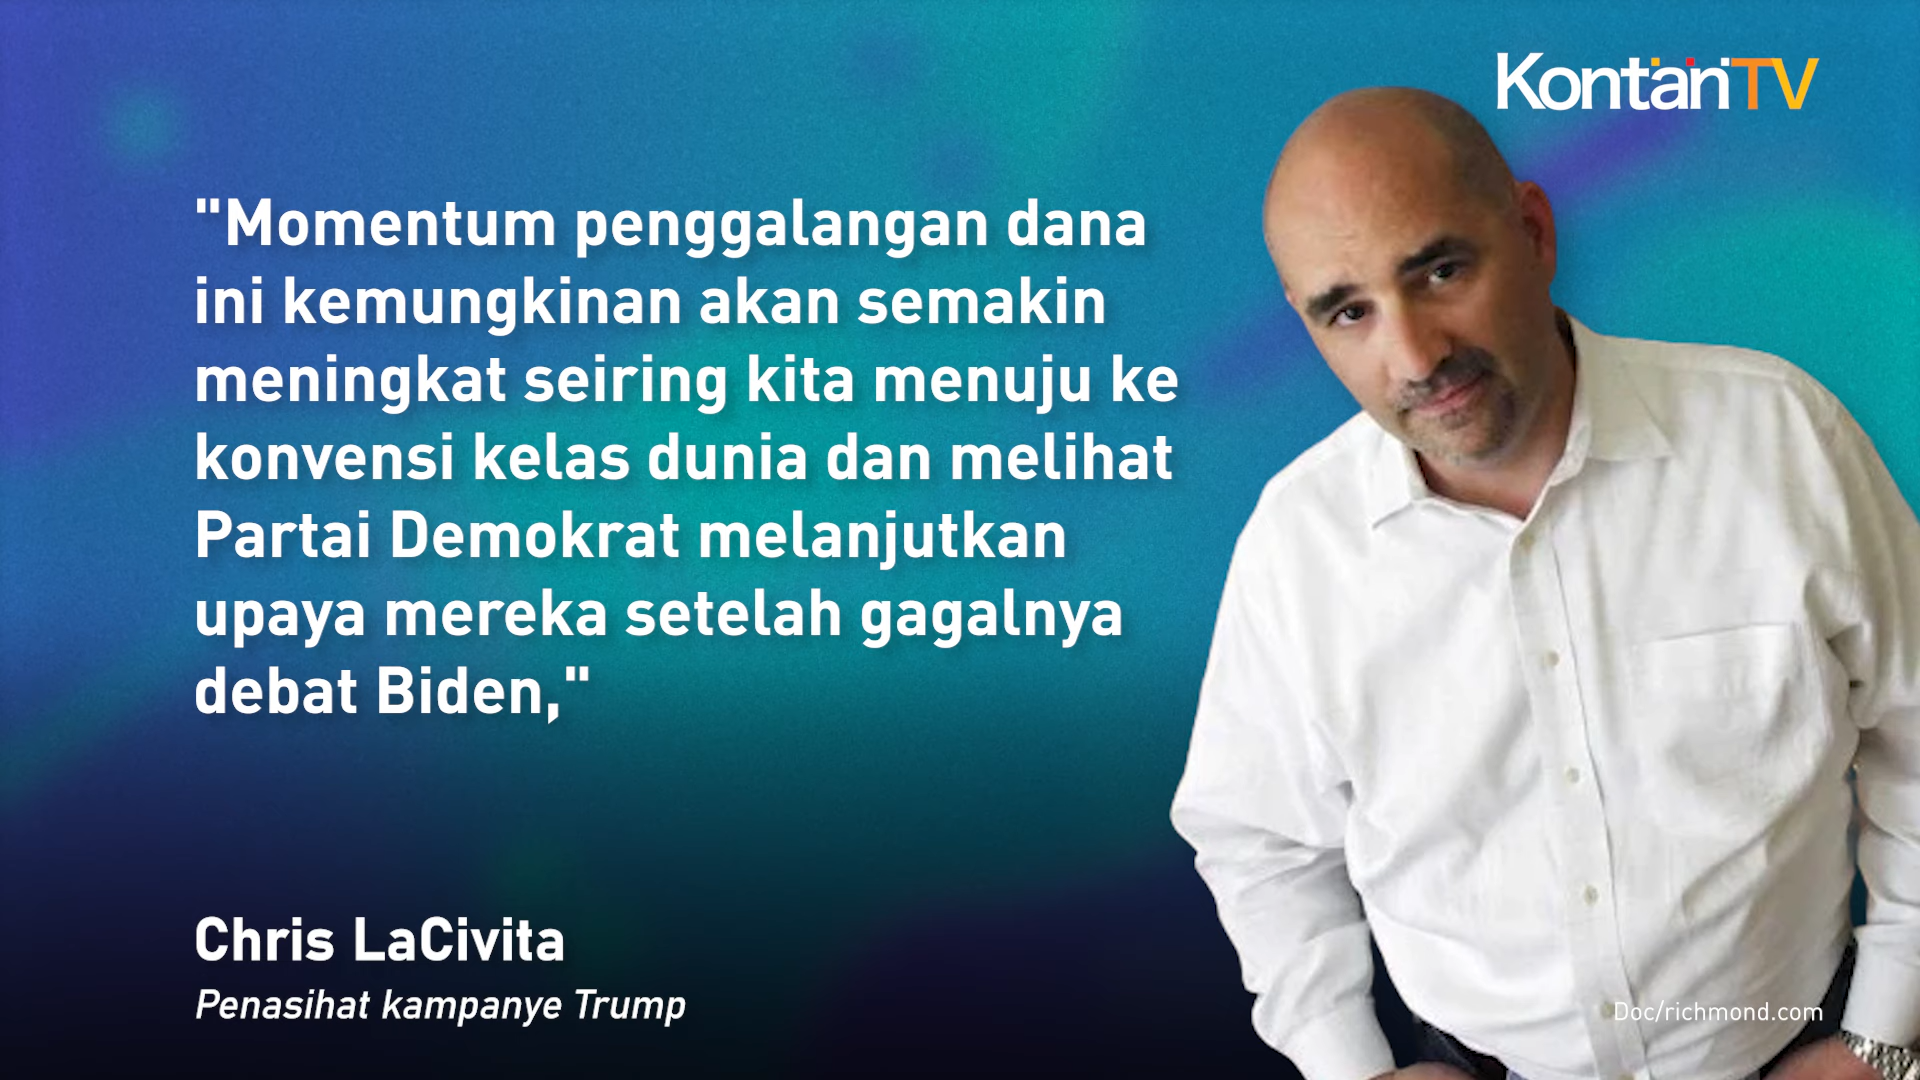 KontanTV
"Momentum penggalangan dana
ini kemungkinan akan semakin
meningkat seiring kita menuju ke
konvensi kelas dunia dan melihat
Partai Demokrat melanjutkan
upaya mereka setelah gagalnya
debat Biden,"
Chris LaCivita
Penasihat kampanye Trump
Doc/richmond.com